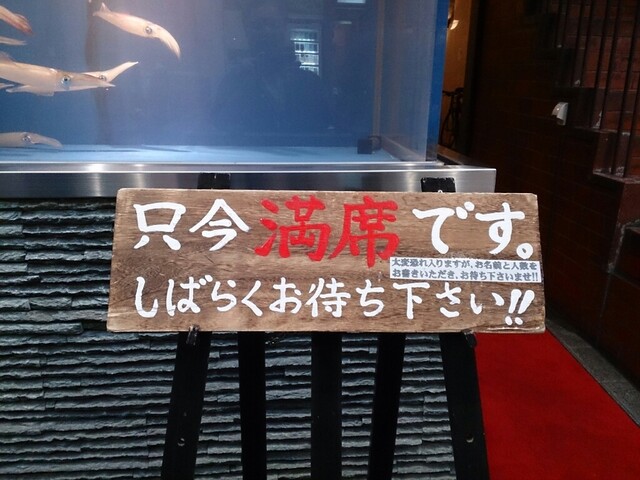 只今満席です。
大変恐れ入りますが、お名前と人数を
お書きいただき、お待ち下さいませ!!
しばらくお待ち下さい!!